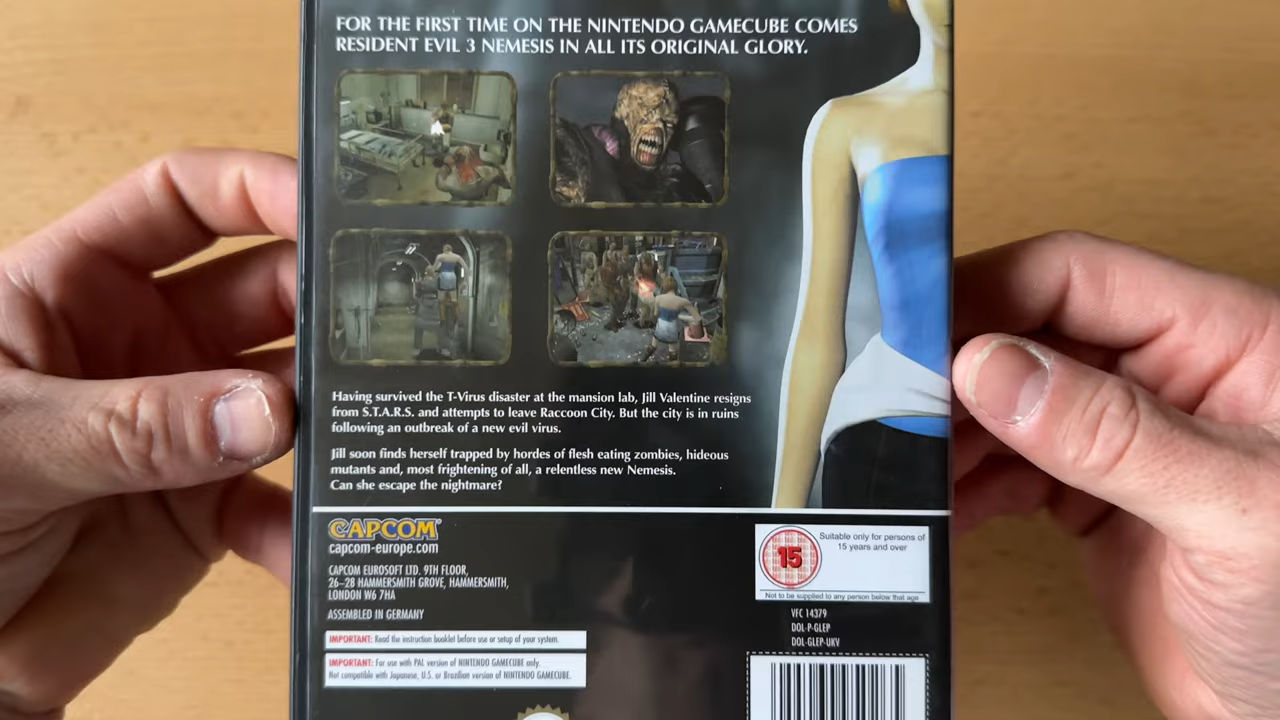 FOR THE FIRST TIME ON THE NINTENDO GAMECUBE COMES
RESIDENT EVIL 3 NEMESIS IN ALL ITS ORIGINAL GLORY.
Having survived the T-Virus disaster at the mansion lab, Jill Valentine resigns
from S.T.A.R.S. and attempts to leave Raccoon City. But the city is in ruins
following an outbreak of a new evil virus.
Jill soon finds herself trapped by hordes of flesh eating zombies, hideous
mutants and, most frightening of all, a relentless new Nemesis.
Can she escape the nightmare?
CAPCOM
capcom-europe.com
CAPCOM EUROSOFT LTD. 9TH FLOOR,
26–28 HAMMERSMITH GROVE, HAMMERSMITH,
LONDON W6 7HA
ASSEMBLED IN GERMANY
IMPORTANT: Read the instruction booklet before use or setup of your system.
IMPORTANT: For use with PAL version of NINTENDO GAMECUBE only.
Not compatible with Japanese, U.S. or Brazilian version of NINTENDO GAMECUBE.
15
Suitable only for persons of
15 years and over
Not to be supplied to any person below that age
VFC 14379
DOL-P-GLEP
DOL-GLEP-UKV